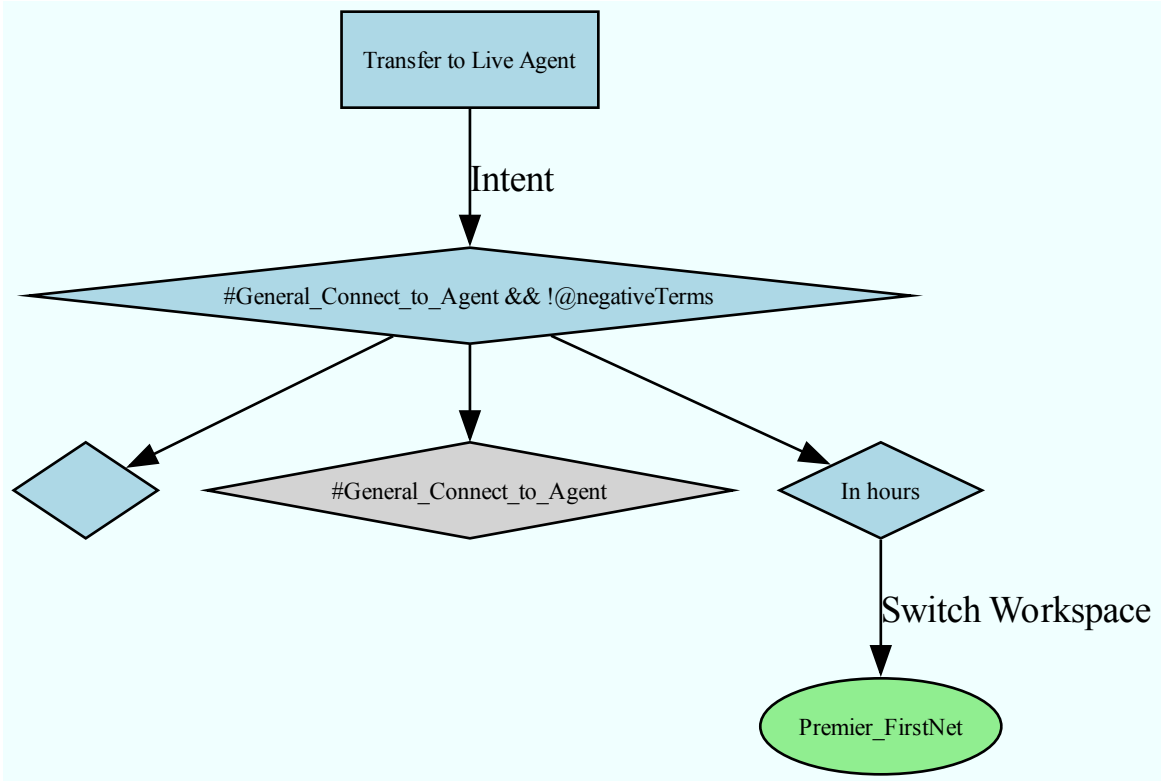 Transfer to Live Agent
Intent
#General_Connect_to_Agent && !@negativeTerms
#General_Connect_to_Agent
In hours
Switch Workspace
Premier_FirstNet